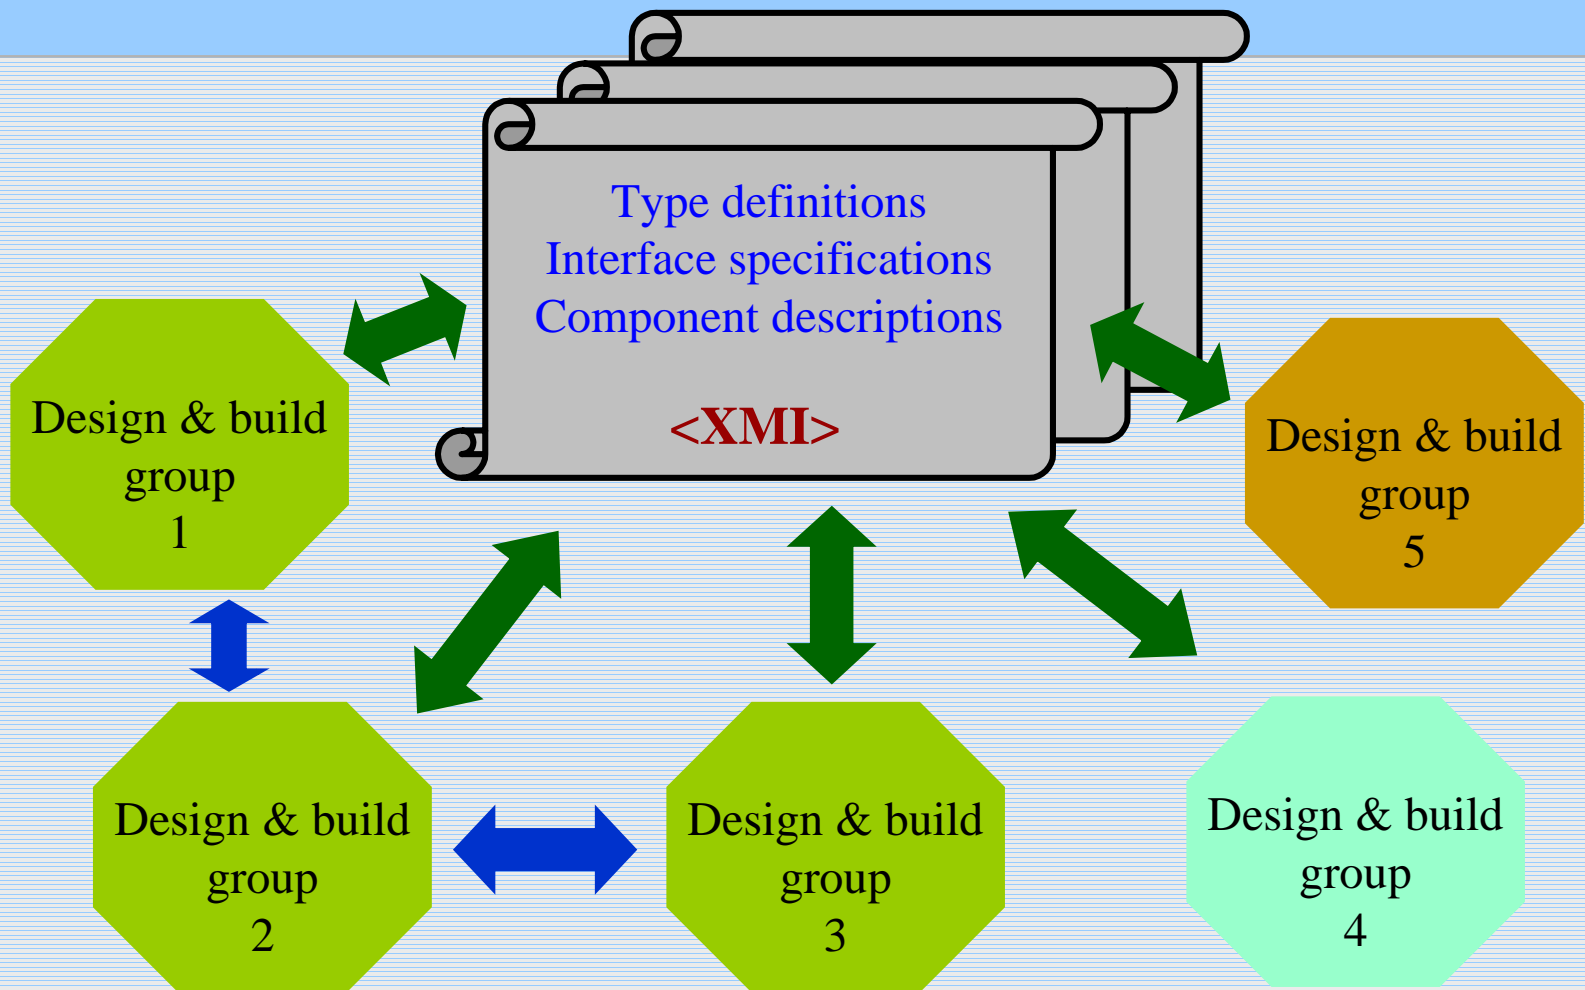 Type definitions
Interface specifications
Component descriptions
<XMI>
Design & build
group
1
Design & build
group
5
Design & build
group
2
Design & build
group
3
Design & build
group
4